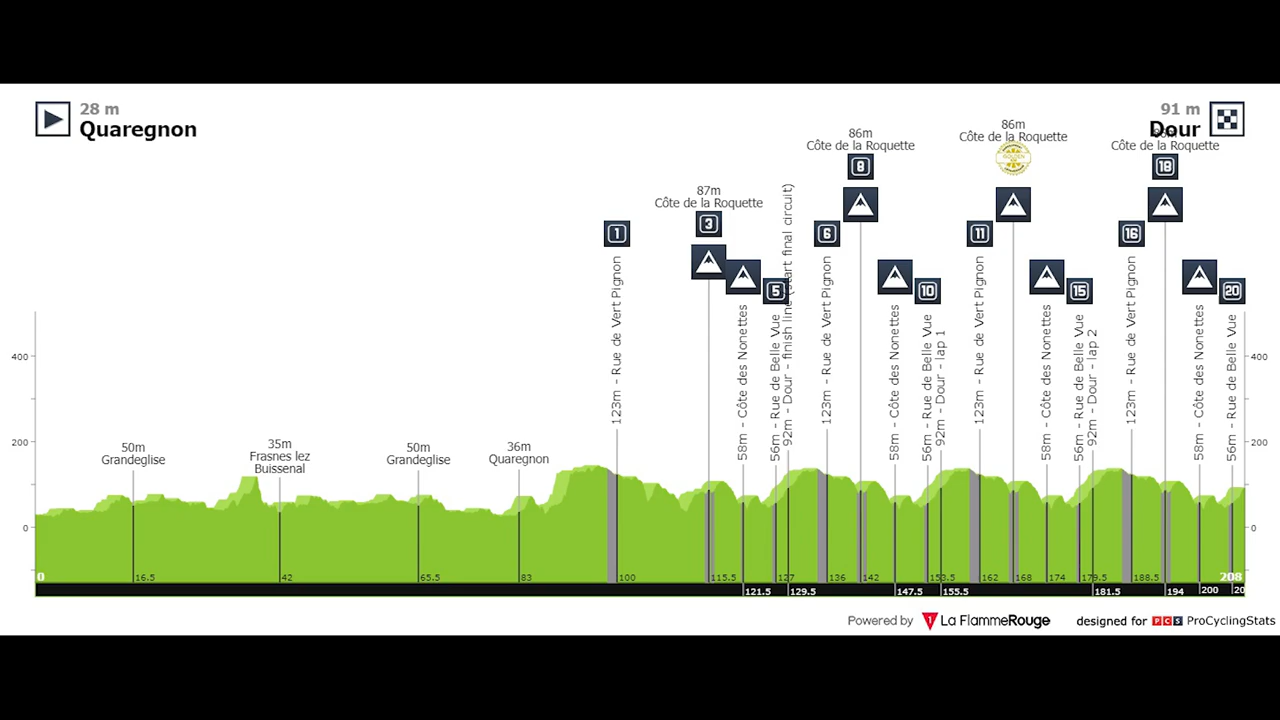 28 m
Quaregnon
91 m
Dour
86m
Côte de la Roquette
8
86m
Côte de la Roquette
GOLDEN
Côte de la Roquette
18
87m
Côte de la Roquette
3
1
6
11
16
5
10
15
20
123m - Rue de Vert Pignon
58m - Côte des Nonettes
56m - Rue de Belle Vue
92m - Dour - finish line (start final circuit)
123m - Rue de Vert Pignon
58m - Côte des Nonettes
56m - Rue de Belle Vue
92m - Dour - lap 1
123m - Rue de Vert Pignon
58m - Côte des Nonettes
56m - Rue de Belle Vue
92m - Dour - lap 2
123m - Rue de Vert Pignon
58m - Côte des Nonettes
56m - Rue de Belle Vue
400
400
200
200
0
0
50m
Grandeglise
35m
Frasnes lez
Buissenal
50m
Grandeglise
36m
Quaregnon
0 16.5 42 65.5 83 100 115.5 127 136 142 153.5 162 168 174 179.5 188.5 208
121.5 129.5 147.5 155.5 181.5 194 200 20
Powered by La FlammeRouge designed for PCS ProCyclingStats